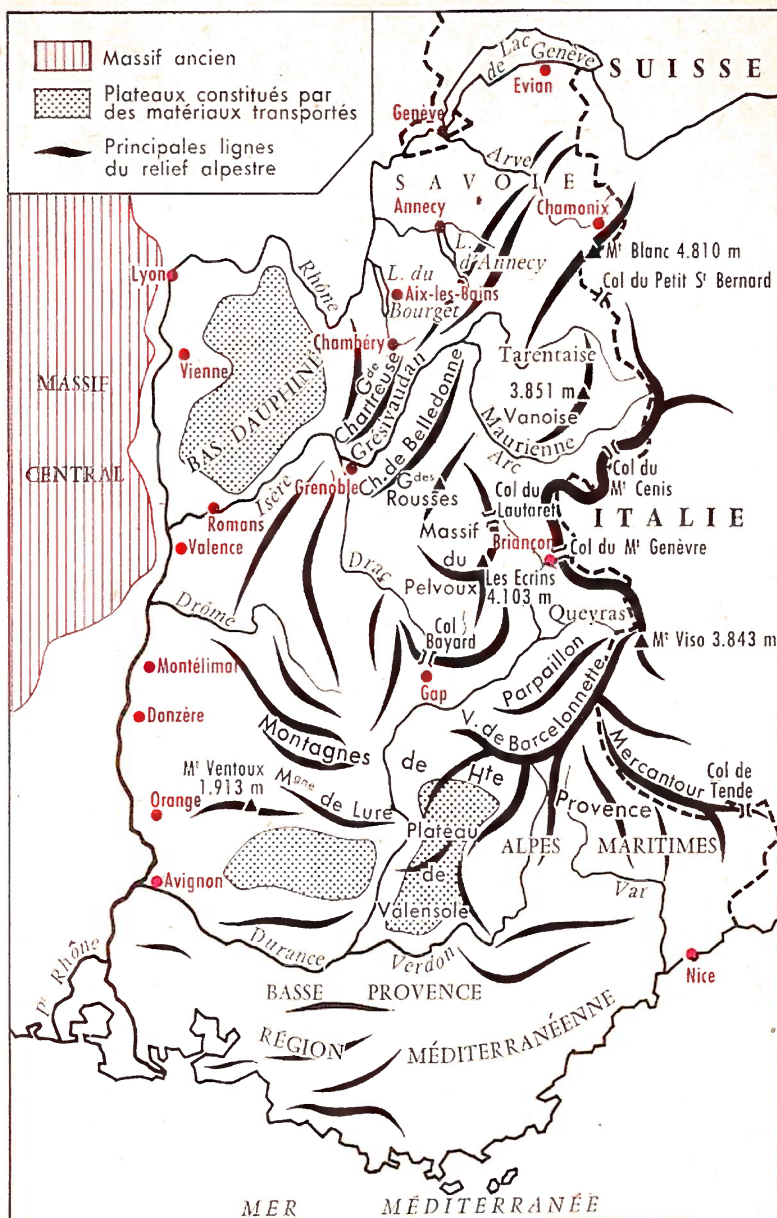 Massif ancien
Plateaux constitués par
des matériaux transportés
Principales lignes
du relief alpestre
Lac
de Genève
SUISSE
Evian
Genève
Arve
SAVOIE
Annecy
Chamonix
L.
d'Annecy
Mt Blanc 4.810 m
Col du Petit St Bernard
Lyon
Rhône
L. du
Bourget
Aix-les-Bains
Chambéry
Tarentaise
Vienne
MASSIF
CENTRAL
BAS DAUPHINÉ
Gde
Chartreuse
Grésivaudan
Ch. de Belledonne
3.851 m
Vanoise
Maurienne
Arc
Col du
Mt Cenis
Isère
Grenoble
Gdes
Rousses
Romans
Valence
Col du
Lautaret
ITALIE
Massif
du
Pelvoux
Briançon
Col du Mt Genèvre
Les Ecrins
4.103 m
Drac
Queyras
Drôme
Col
Bayard
Mt Viso 3.843 m
Montélimar
Gap
Parpaillon
Donzère
V. de Barcelonnette
Montagnes
de
Hte
Provence
Mercantour
Col de
Tende
Mt Ventoux
1.913 m
Mgne de Lure
Orange
Plateau
de
Valensole
ALPES MARITIMES
Avignon
Var
Durance
Verdon
Pt Rhône
Nice
BASSE PROVENCE
RÉGION MÉDITERRANÉENNE
MER MÉDITERRANÉE